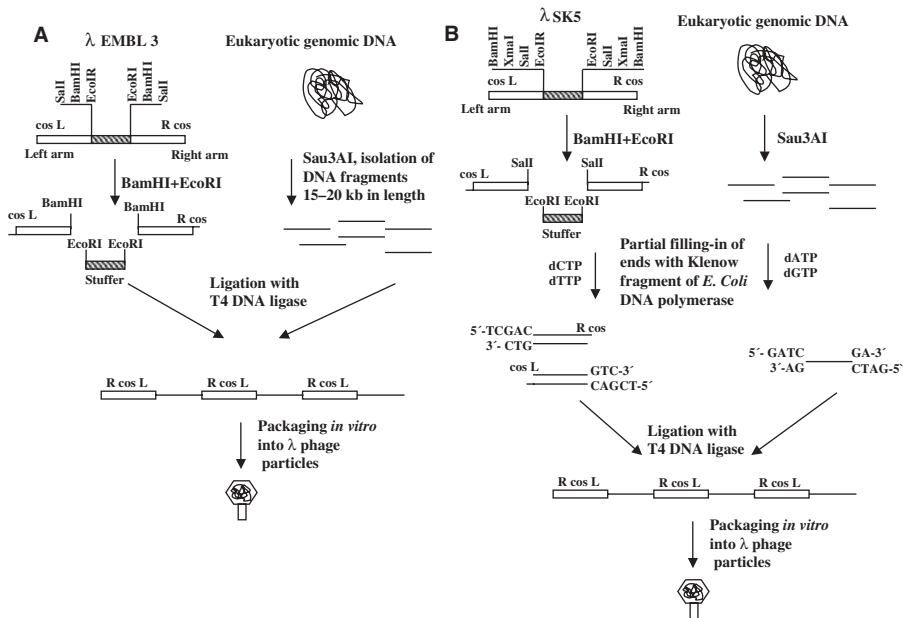 A
λ EMBL 3
Eukaryotic genomic DNA
SalI
BamHI
EcoIR
EcoRI
BamHI
SalI
cos L
R cos
Left arm
Right arm
BamHI+EcoRI
Sau3AI, isolation of
DNA fragments
15–20 kb in length
cos L
BamHI
BamHI
R cos
EcoRI
EcoRI
Stuffer
Ligation with
T4 DNA ligase
R cos L
R cos L
R cos L
Packaging in vitro
into λ phage
particles
B
λ SK5
Eukaryotic genomic DNA
BamHI
XmaI
SalI
EcoIR
EcoRI
SalI
XmaI
BamHI
cos L
R cos
Left arm
Right arm
BamHI+EcoRI
Sau3AI
cos L
SalI
SalI
R cos
EcoRI
EcoRI
Stuffer
dCTP
dTTP
Partial filling-in of
ends with Klenow
fragment of E. Coli
DNA polymerase
dATP
dGTP
5´-TCGAC
R cos
3´- CTG
cos L
GTC-3´
CAGCT-5´
5´- GATC
GA-3´
3´-AG
CTAG-5´
Ligation with
T4 DNA ligase
R cos L
R cos L
R cos L
Packaging in vitro
into λ phage
particles